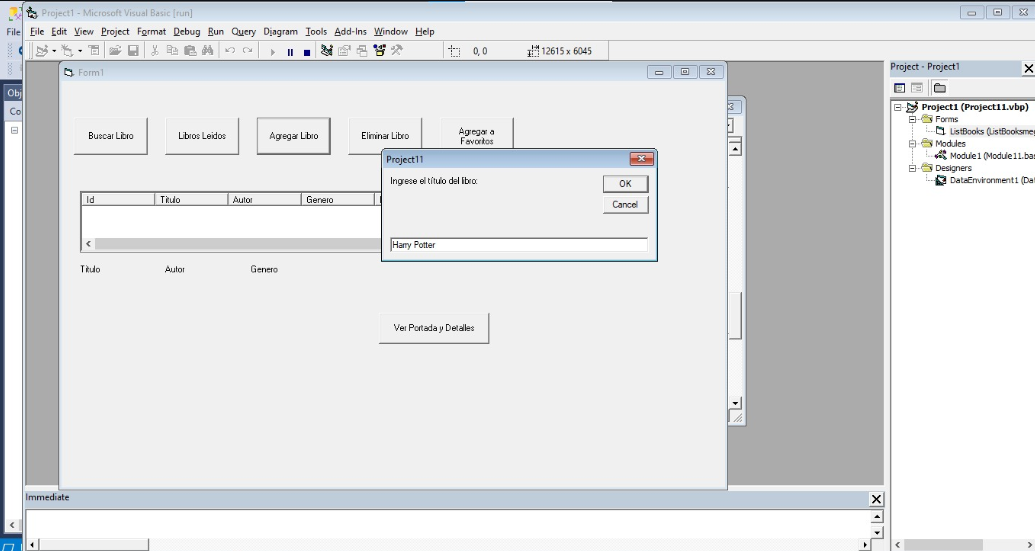 Project1 - Microsoft Visual Basic [run]
File Edit View Project Format Debug Run Query Diagram Tools Add-Ins Window Help
0, 0
12615 x 6045
File
Obj
Co
Form1
Buscar Libro
Libros Leidos
Agregar Libro
Eliminar Libro
Agregar a
Favoritos
Project11
Ingrese el título del libro:
OK
Cancel
Harry Potter
Id
Titulo
Autor
Genero
Titulo
Autor
Genero
Ver Portada y Detalles
Project - Project1
Project1 (Project11.vbp)
Forms
ListBooks (ListBooksme
Modules
Module1 (Module11.ba
Designers
DataEnvironment1 (Da
Immediate